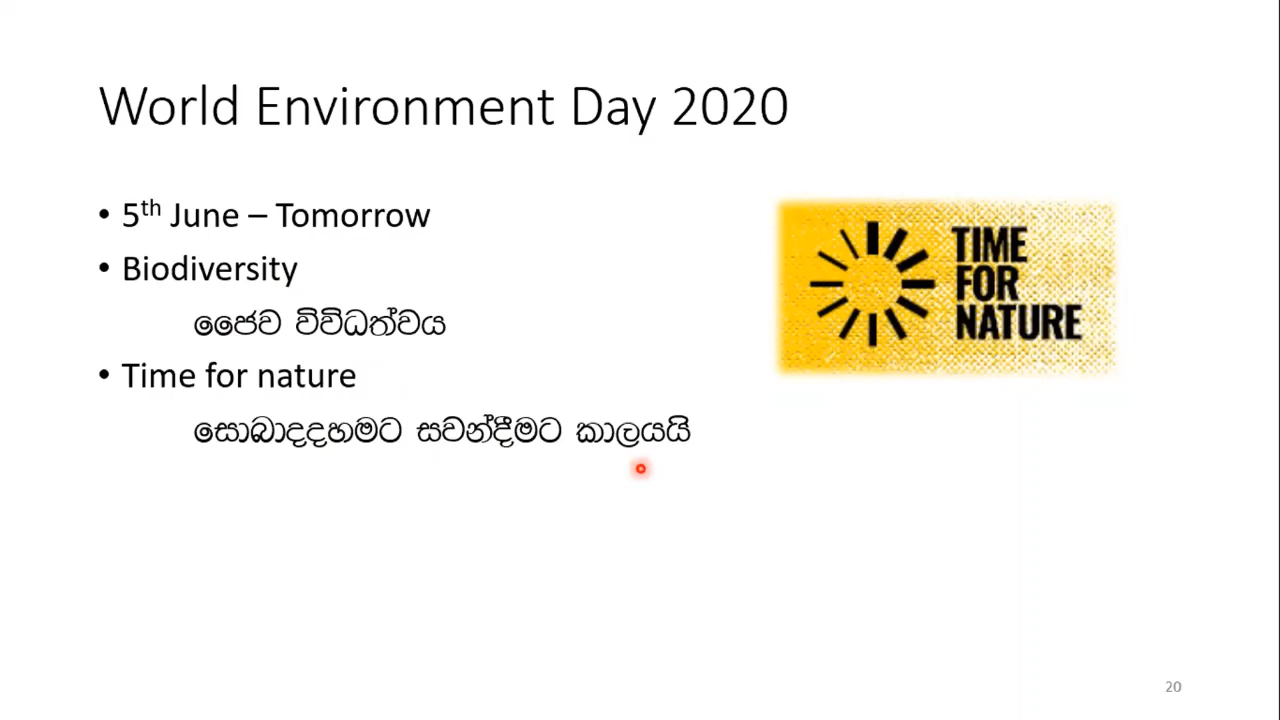 World Environment Day 2020
• 5th June – Tomorrow
• Biodiversity
ජෛව විවිධත්වය
• Time for nature
සොබාදදහමට සවන්දීමට කාලයයි
TIME
FOR
NATURE
20